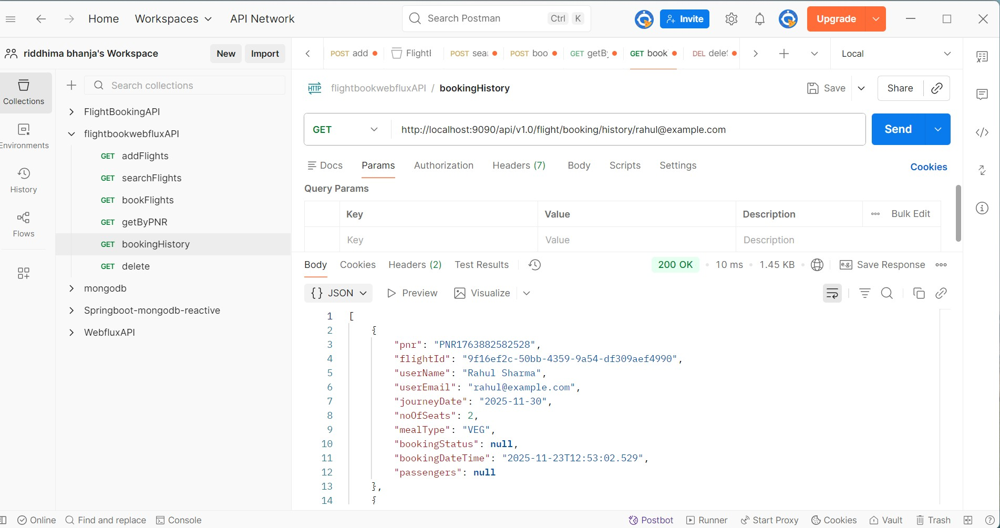 Home Workspaces API Network Search Postman Ctrl K Invite Upgrade
riddhima bhanja's Workspace New Import POST add FlightI POST sea POST boo GET getBy GET book DEL dele Local
Collections
Environments
History
Flows
Search collections
FlightBookingAPI
flightbookwebfluxAPI
GET addFlights
GET searchFlights
GET bookFlights
GET getByPNR
GET bookingHistory
GET delete
mongodb
Springboot-mongodb-reactive
WebfluxAPI
HTTP flightbookwebfluxAPI / bookingHistory Save Share
GET http://localhost:9090/api/v1.0/flight/booking/history/rahul@example.com Send
Docs Params Authorization Headers (7) Body Scripts Settings Cookies
Query Params
Key Value Description Bulk Edit
Key Value Description
Body Cookies Headers (2) Test Results 200 OK • 10 ms • 1.45 KB • e.g. Save Response
{} JSON Preview Visualize
1 [
2 {
3 "pnr": "PNR1763882582528",
4 "flightId": "9f16ef2c-50bb-4359-9a54-df309aef4990",
5 "userName": "Rahul Sharma",
6 "userEmail": "rahul@example.com",
7 "journeyDate": "2025-11-30",
8 "noOfSeats": 2,
9 "mealType": "VEG",
10 "bookingStatus": null,
11 "bookingDateTime": "2025-11-23T12:53:02.529",
12 "passengers": null
13 },
14 {
Online Find and replace Console Postbot Runner Start Proxy Cookies Vault Trash